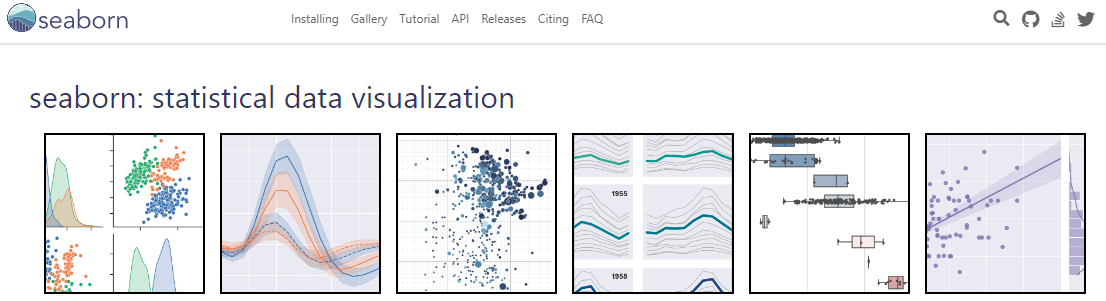 seaborn
Installing Gallery Tutorial API Releases Citing FAQ
seaborn: statistical data visualization
1955
1958